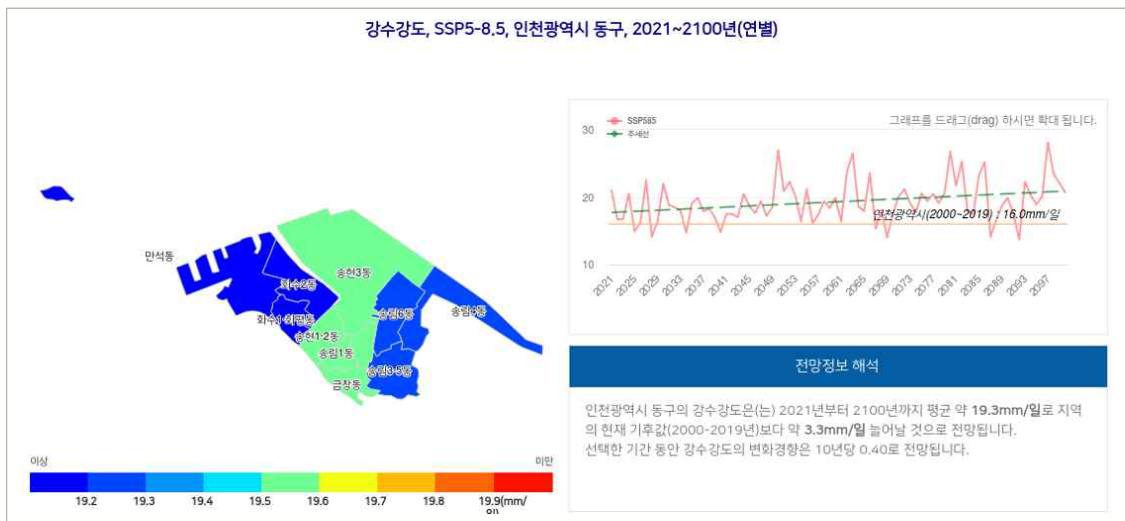 강수강도, SSP5-8.5, 인천광역시 동구, 2021~2100년(연별)
SSP585
추세선
그래프를 드래그(drag) 하시면 확대 됩니다.
30
20
10
인천광역시(2000~2019) : 16.0mm/일
2021 2025 2029 2033 2037 2041 2045 2049 2053 2057 2061 2065 2069 2073 2077 2081 2085 2089 2093 2097
만석동
화수2동
송현3동
화수1·화평동
송현1·2동
송림6동
송림4동
송림1동
송림3·5동
금창동
전망정보 해석
인천광역시 동구의 강수강도은(는) 2021년부터 2100년까지 평균 약 19.3mm/일로 지역
의 현재 기후값(2000-2019년)보다 약 3.3mm/일 늘어날 것으로 전망됩니다.
선택한 기간 동안 강수강도의 변화경향은 10년당 0.40로 전망됩니다.
이상 미만
19.2 19.3 19.4 19.5 19.6 19.7 19.8 19.9(mm/
일)